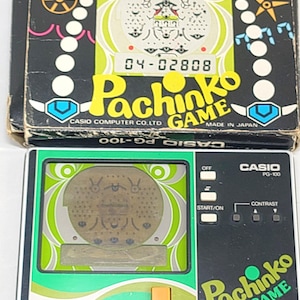 04-02808
Pachinko
GAME
CASIO COMPUTER CO., LTD
MADE IN JAPAN
CASIO PG-100
OFF
CASIO
PG-100
START/ON
CONTRAST
Pachinko
GAME